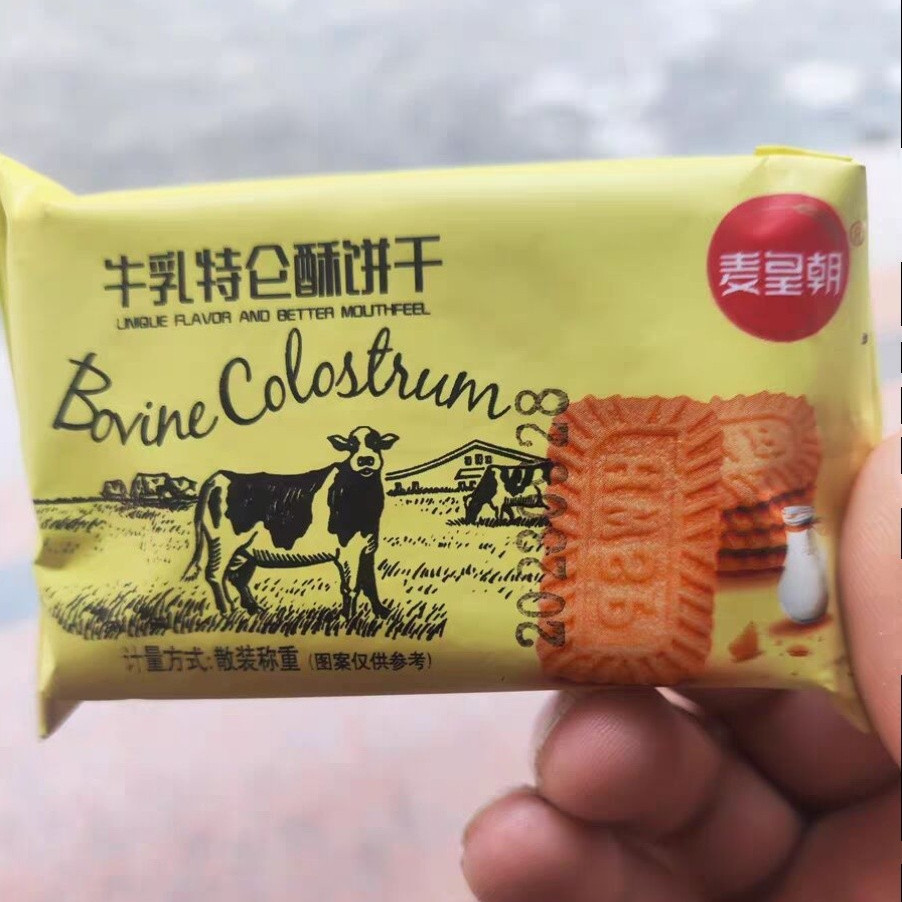 牛乳特仑酥饼干
UNIQUE FLAVOR AND BETTER MOUTHFEEL
麦皇朝
Bovine Colostrum
计量方式:散装称重 (图案仅供参考)